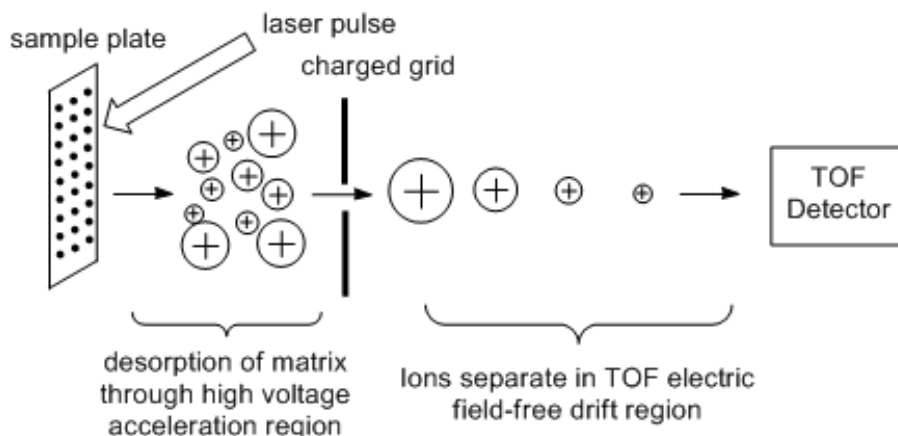 laser pulse
sample plate
charged grid
TOF
Detector
desorption of matrix
through high voltage
acceleration region
Ions separate in TOF electric
field-free drift region